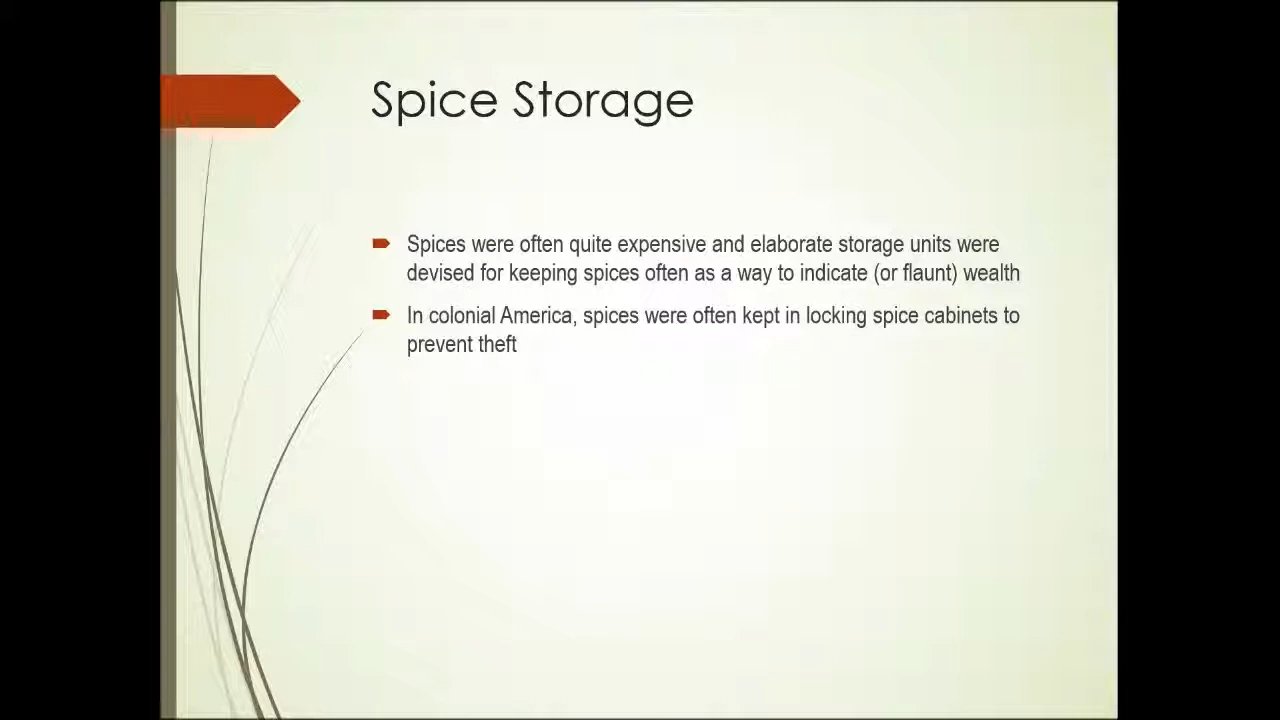 Spice Storage
Spices were often quite expensive and elaborate storage units were
devised for keeping spices often as a way to indicate (or flaunt) wealth
In colonial America, spices were often kept in locking spice cabinets to
prevent theft